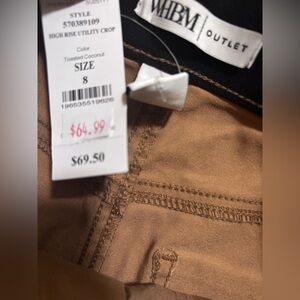 STYLE
570389109
HIGH RISE UTILITY CROP
Color
Toasted Coconut
SIZE
8
196535519626
$64.99
$69.50
WHBM | OUTLET